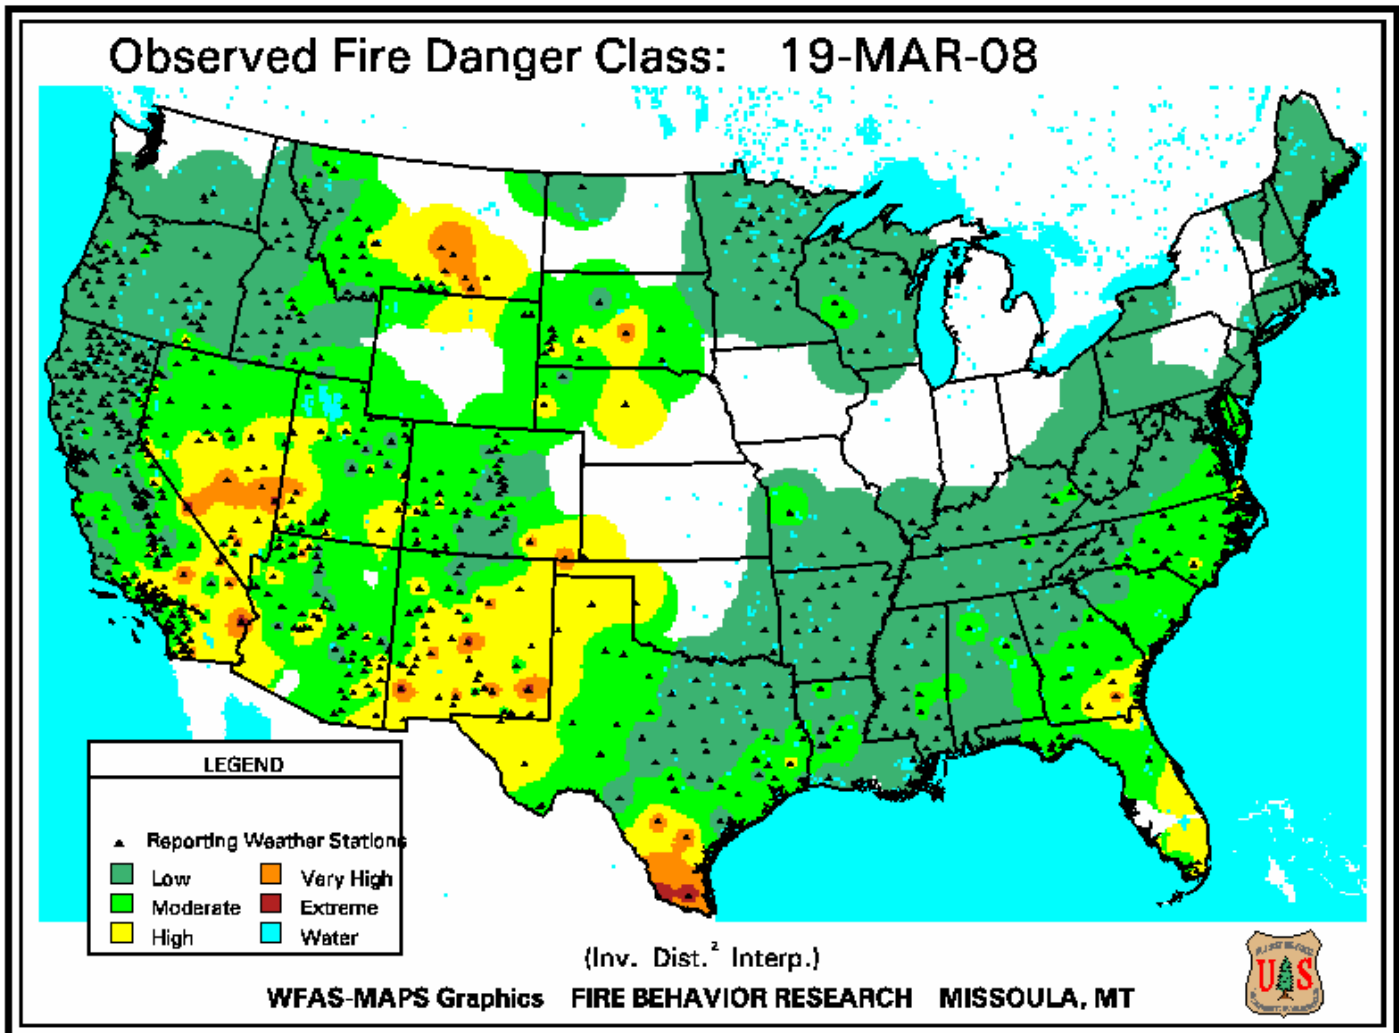 Observed Fire Danger Class: 19-MAR-08
LEGEND
Reporting Weather Stations
Low Very High
Moderate Extreme
High Water
(Inv. Dist.² Interp.)
WFAS-MAPS Graphics FIRE BEHAVIOR RESEARCH MISSOULA, MT
U S